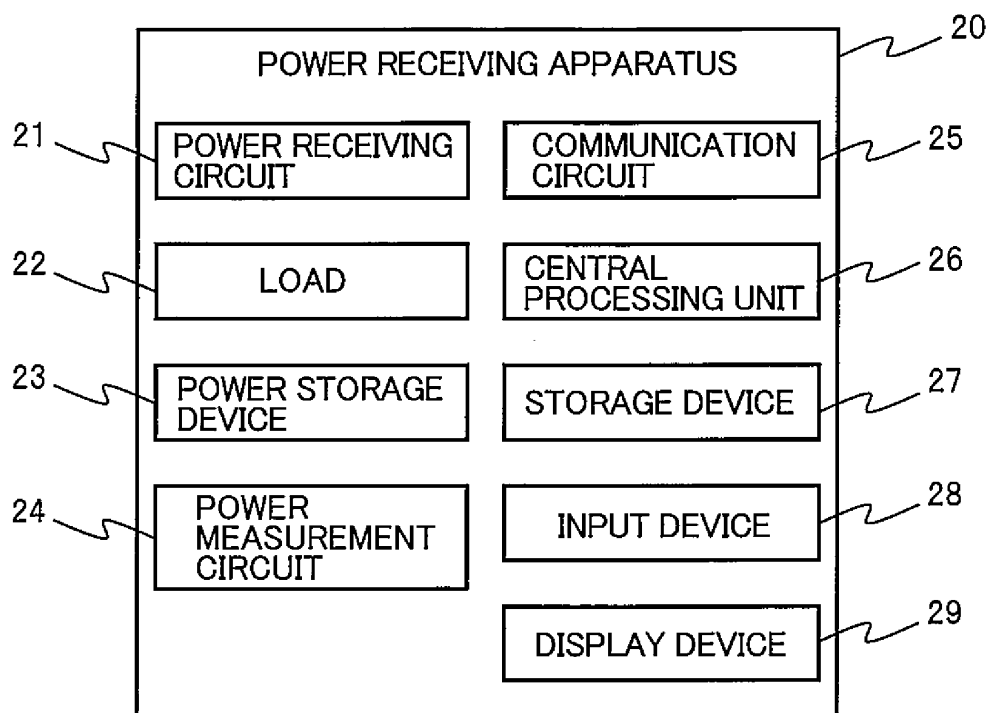 20
POWER RECEIVING APPARATUS
21
POWER RECEIVING
CIRCUIT
COMMUNICATION
CIRCUIT
25
22
LOAD
CENTRAL
PROCESSING UNIT
26
23
POWER STORAGE
DEVICE
STORAGE DEVICE
27
24
POWER
MEASUREMENT
CIRCUIT
INPUT DEVICE
28
DISPLAY DEVICE
29